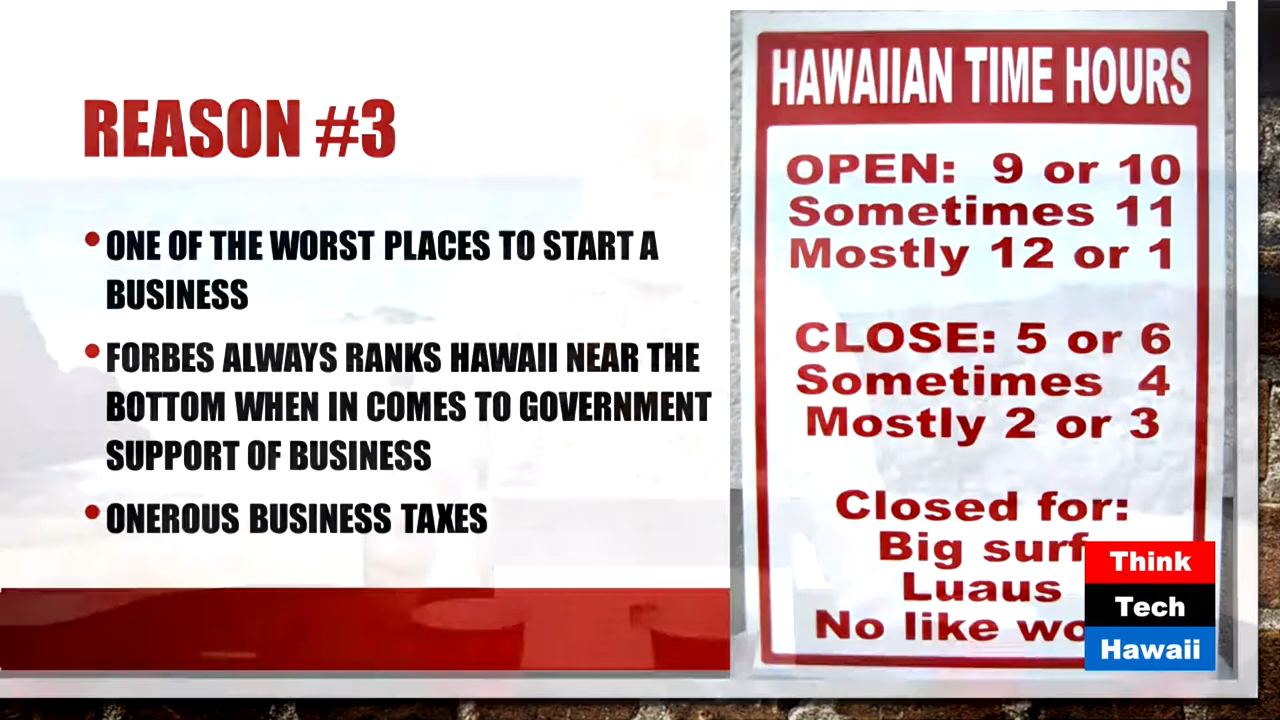 REASON #3
•ONE OF THE WORST PLACES TO START A
BUSINESS
•FORBES ALWAYS RANKS HAWAII NEAR THE
BOTTOM WHEN IN COMES TO GOVERNMENT
SUPPORT OF BUSINESS
•ONEROUS BUSINESS TAXES
HAWAIIAN TIME HOURS
OPEN: 9 or 10
Sometimes 11
Mostly 12 or 1
CLOSE: 5 or 6
Sometimes 4
Mostly 2 or 3
Closed for:
Big surf
Luaus
No like
Think
Tech
Hawaii